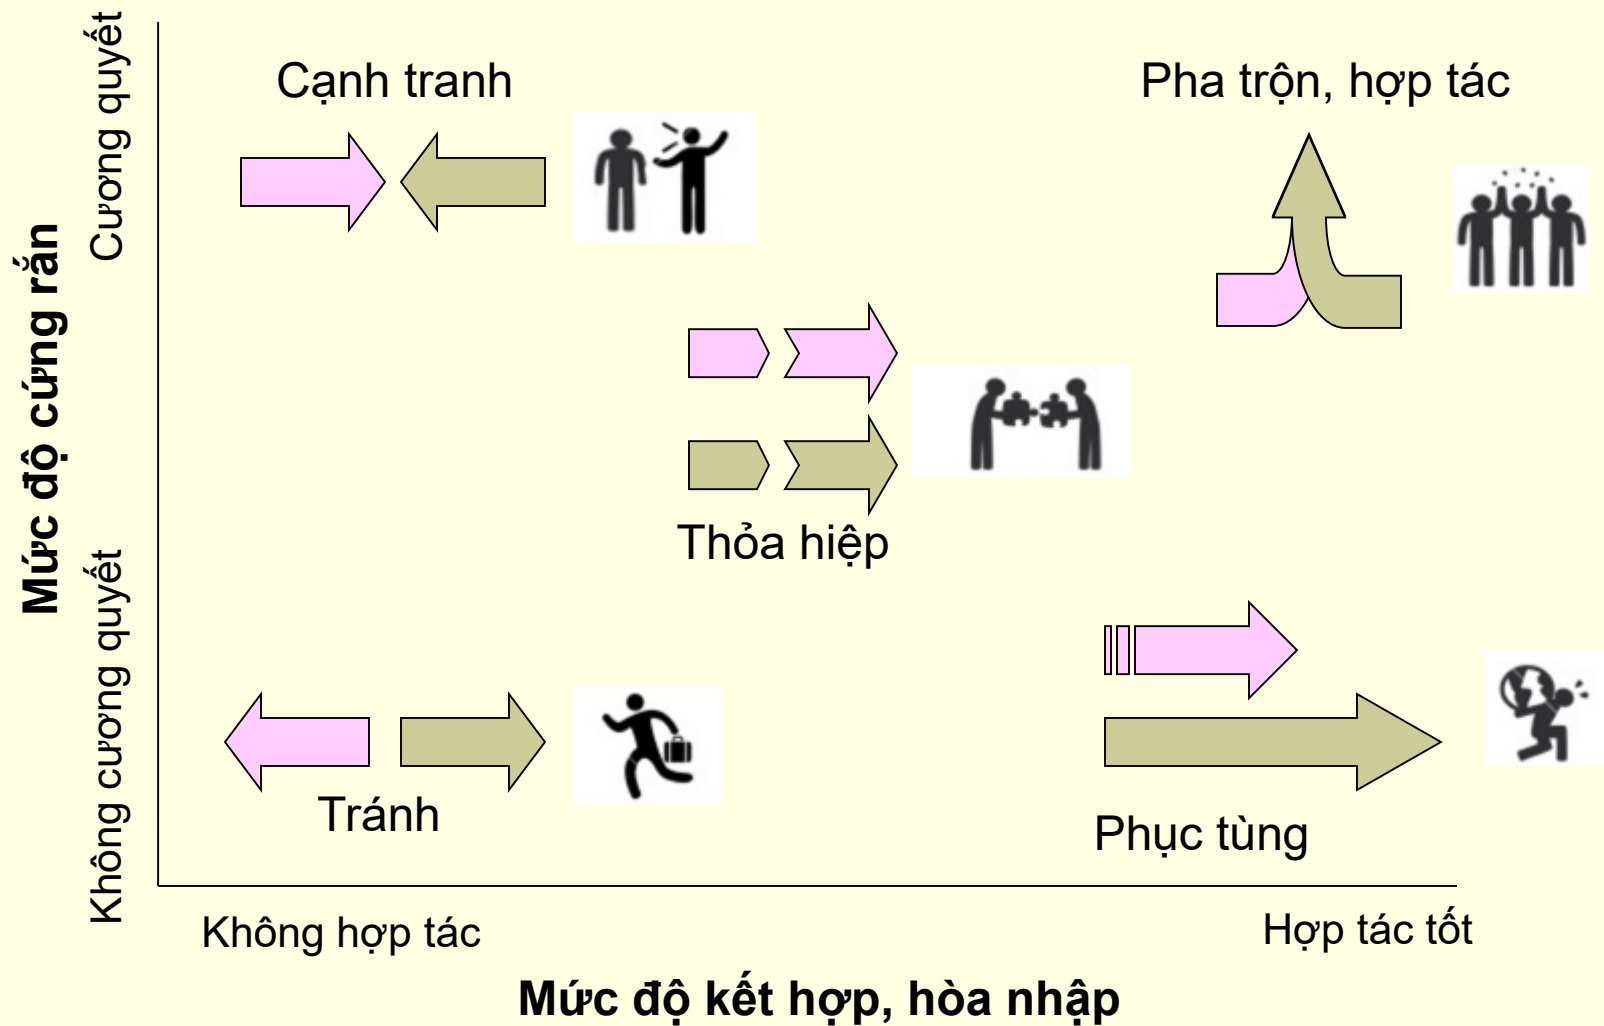 Cương quyết
Mức độ cứng rắn
Không cương quyết
Cạnh tranh
Pha trộn, hợp tác
Thỏa hiệp
Tránh
Phục tùng
Không hợp tác
Hợp tác tốt
Mức độ kết hợp, hòa nhập